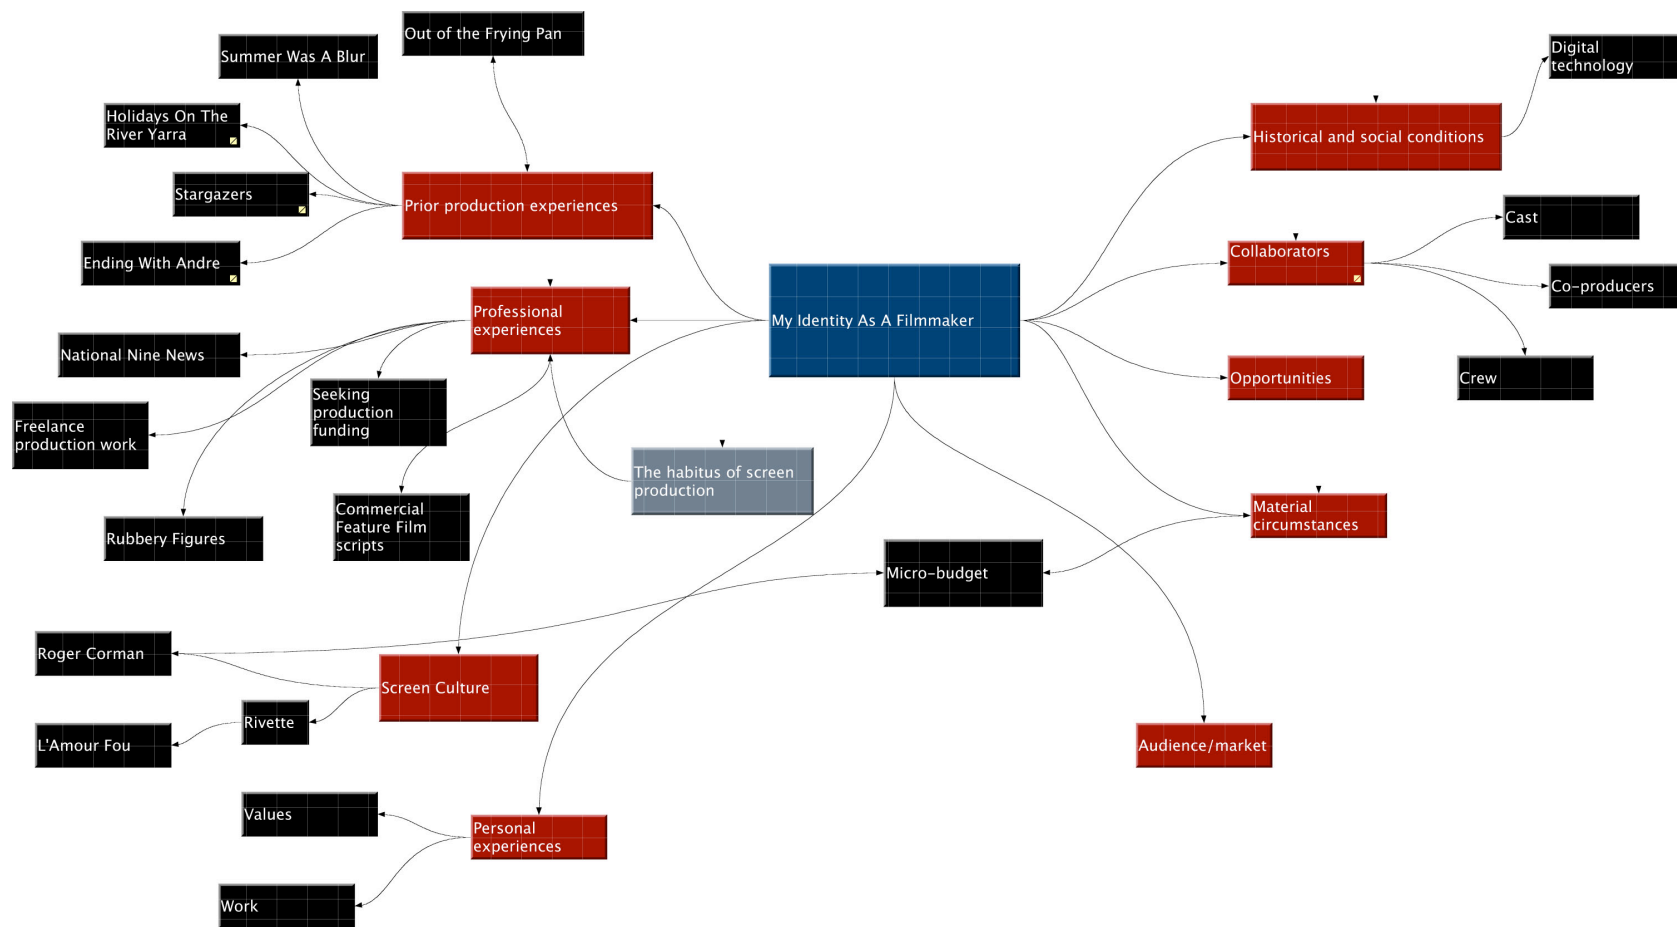 Out of the Frying Pan
Summer Was A Blur
Digital
technology
Holidays On The
River Yarra
Historical and social conditions
Stargazers
Prior production experiences
Cast
Collaborators
Ending With Andre
Co-producers
Professional
experiences
My Identity As A Filmmaker
National Nine News
Opportunities
Crew
Seeking
production
funding
Freelance
production work
The habitus of screen
production
Commercial
Feature Film
scripts
Material
circumstances
Rubbery Figures
Micro-budget
Roger Corman
Screen Culture
Rivette
L'Amour Fou
Audience/market
Values
Personal
experiences
Work